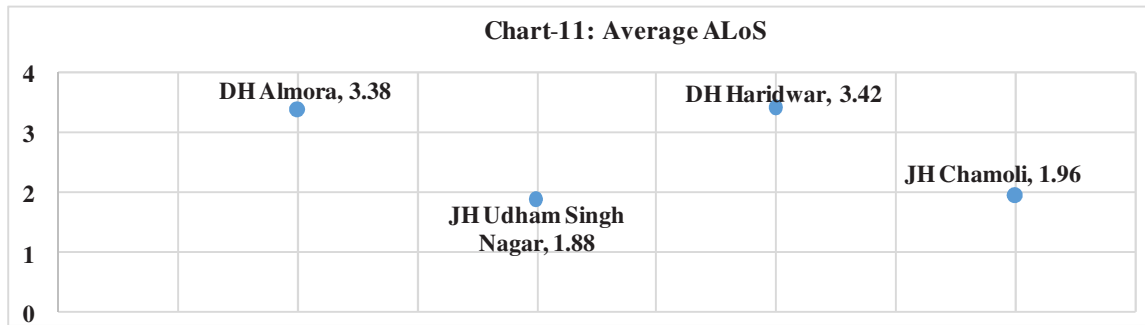 Chart-11: Average ALoS
4
DH Almora, 3.38
DH Haridwar, 3.42
3
JH Chamoli, 1.96
2
JH Udham Singh
Nagar, 1.88
1
0